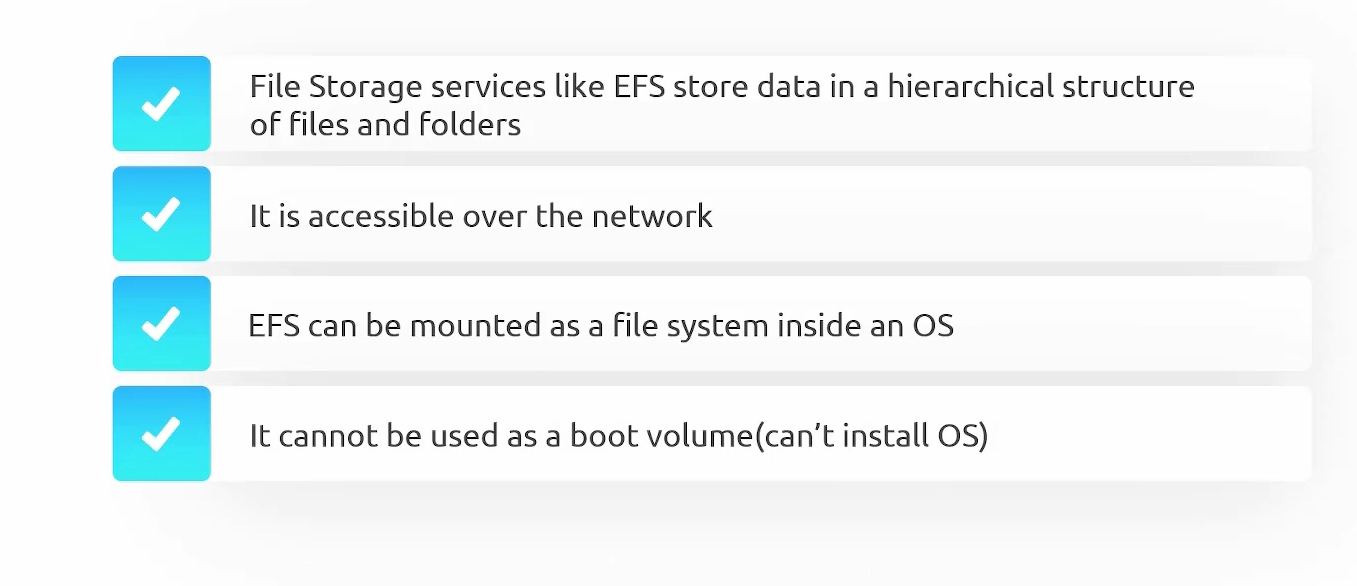 File Storage services like EFS store data in a hierarchical structure
of files and folders
It is accessible over the network
EFS can be mounted as a file system inside an OS
It cannot be used as a boot volume(can’t install OS)